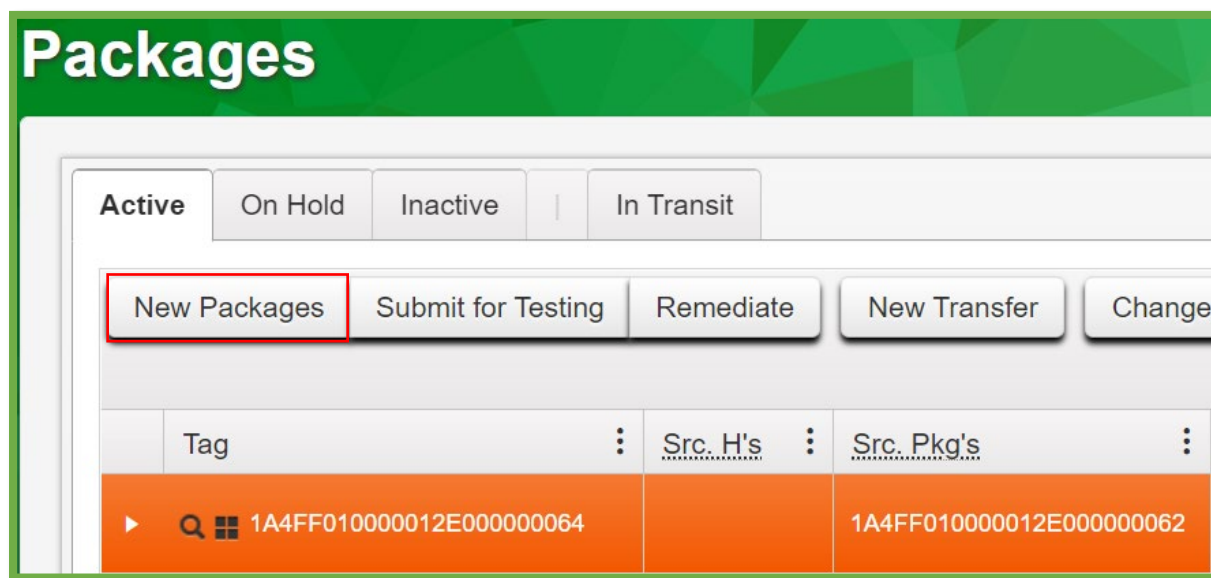 Packages
Active On Hold Inactive | In Transit
New Packages Submit for Testing Remediate New Transfer Change
Tag Src. H's Src. Pkg's
1A4FF010000012E000000064 1A4FF010000012E000000062